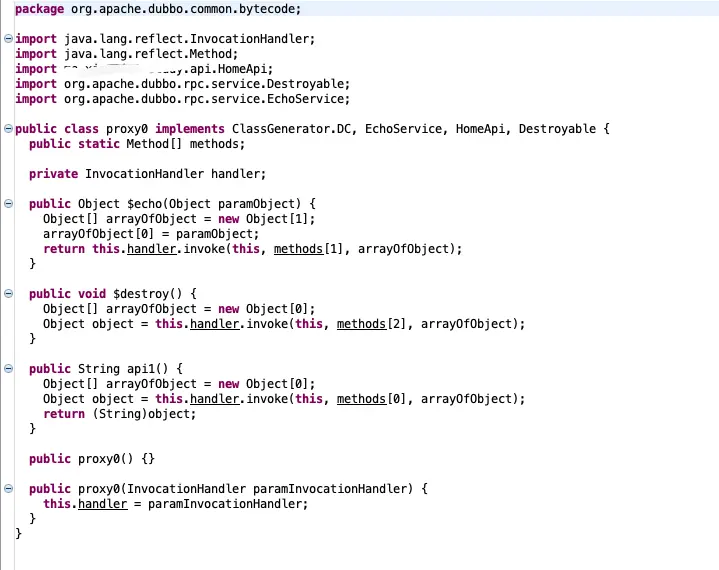 package org.apache.dubbo.common.bytecode;
import java.lang.reflect.InvocationHandler;
import java.lang.reflect.Method;
import .api.HomeApi;
import org.apache.dubbo.rpc.service.Destroyable;
import org.apache.dubbo.rpc.service.EchoService;
public class proxy0 implements ClassGenerator.DC, EchoService, HomeApi, Destroyable {
public static Method[] methods;
private InvocationHandler handler;
public Object $echo(Object paramObject) {
Object[] arrayOfObject = new Object[1];
arrayOfObject[0] = paramObject;
return this.handler.invoke(this, methods[1], arrayOfObject);
}
public void $destroy() {
Object[] arrayOfObject = new Object[0];
Object object = this.handler.invoke(this, methods[2], arrayOfObject);
}
public String api1() {
Object[] arrayOfObject = new Object[0];
Object object = this.handler.invoke(this, methods[0], arrayOfObject);
return (String)object;
}
public proxy0() {}
public proxy0(InvocationHandler paramInvocationHandler) {
this.handler = paramInvocationHandler;
}
}